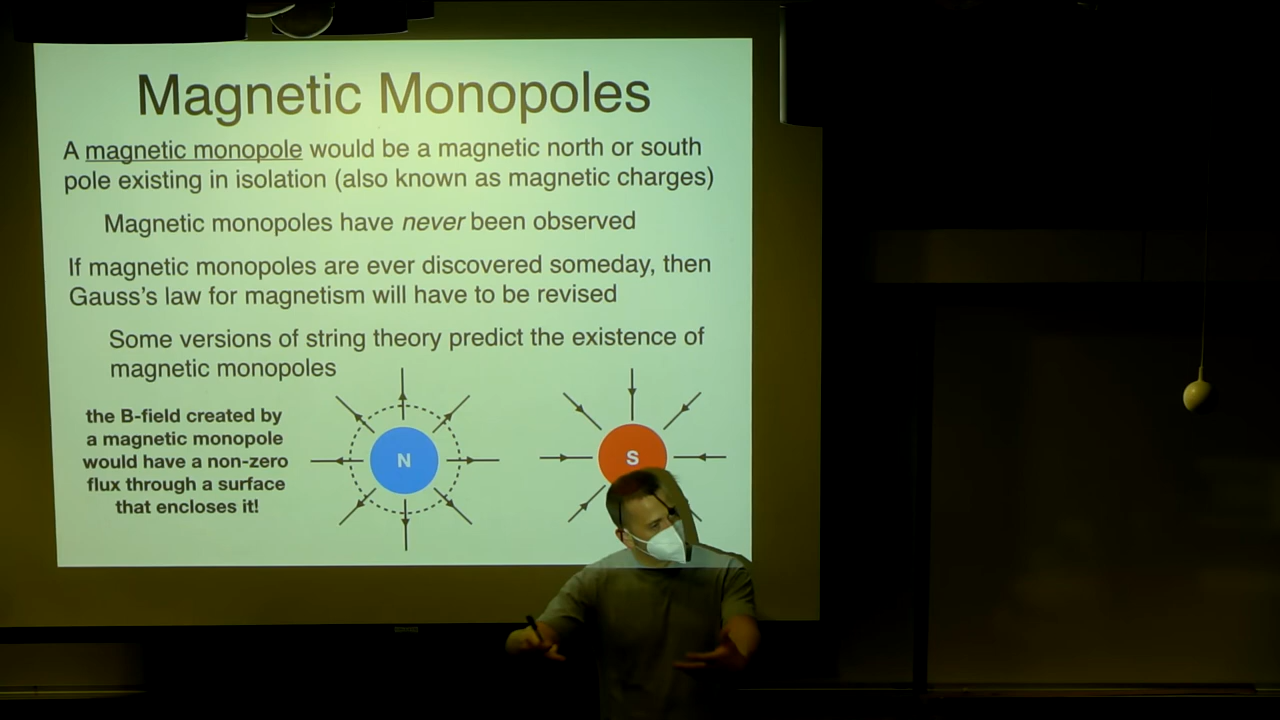 Magnetic Monopoles
A magnetic monopole would be a magnetic north or south
pole existing in isolation (also known as magnetic charges)
Magnetic monopoles have never been observed
If magnetic monopoles are ever discovered someday, then
Gauss's law for magnetism will have to be revised
Some versions of string theory predict the existence of
magnetic monopoles
the B-field created by
a magnetic monopole
would have a non-zero
flux through a surface
that encloses it!
N
S